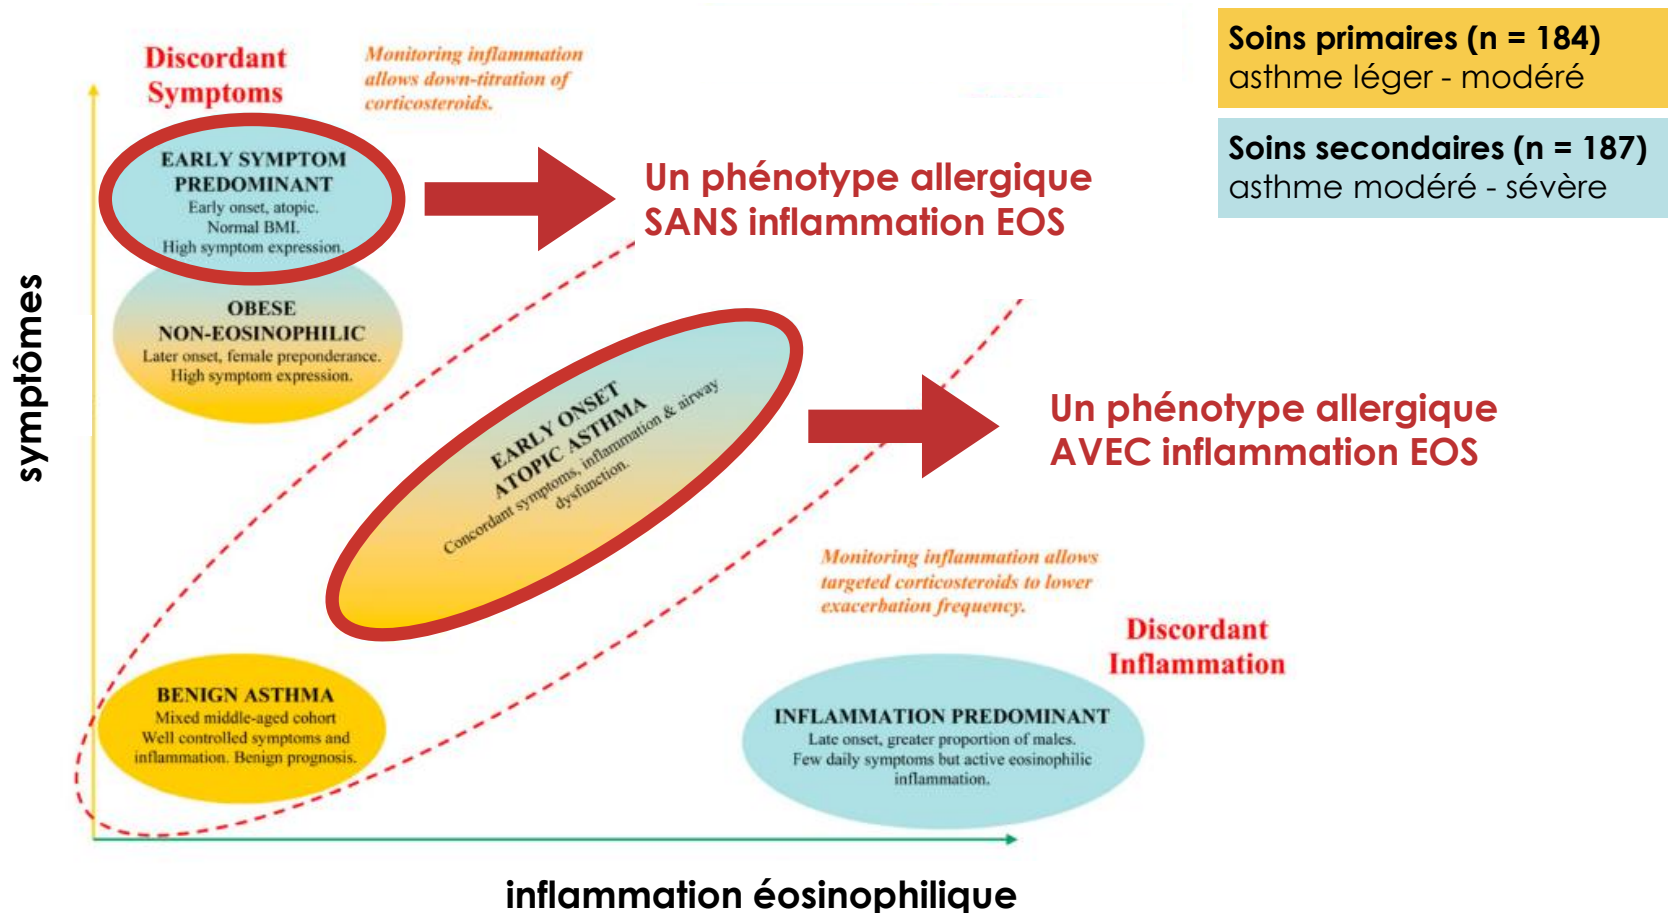 Discordant
Symptoms
Monitoring inflammation
allows down-titration of
corticosteroids.
Soins primaires (n = 184)
asthme léger - modéré
Soins secondaires (n = 187)
asthme modéré - sévère
EARLY SYMPTOM
PREDOMINANT
Early onset, atopic.
Normal BMI.
High symptom expression.
Un phénotype allergique
SANS inflammation EOS
OBESE
NON-EOSINOPHILIC
Later onset, female preponderance.
High symptom expression.
symptômes
EARLY ONSET
ATOPIC ASTHMA
Concordant symptoms, inflammation & airway
dysfunction.
Un phénotype allergique
AVEC inflammation EOS
Monitoring inflammation allows
targeted corticosteroids to lower
exacerbation frequency.
Discordant
Inflammation
BENIGN ASTHMA
Mixed middle-aged cohort
Well controlled symptoms and
inflammation. Benign prognosis.
INFLAMMATION PREDOMINANT
Late onset, greater proportion of males.
Few daily symptoms but active eosinophilic
inflammation.
inflammation éosinophilique